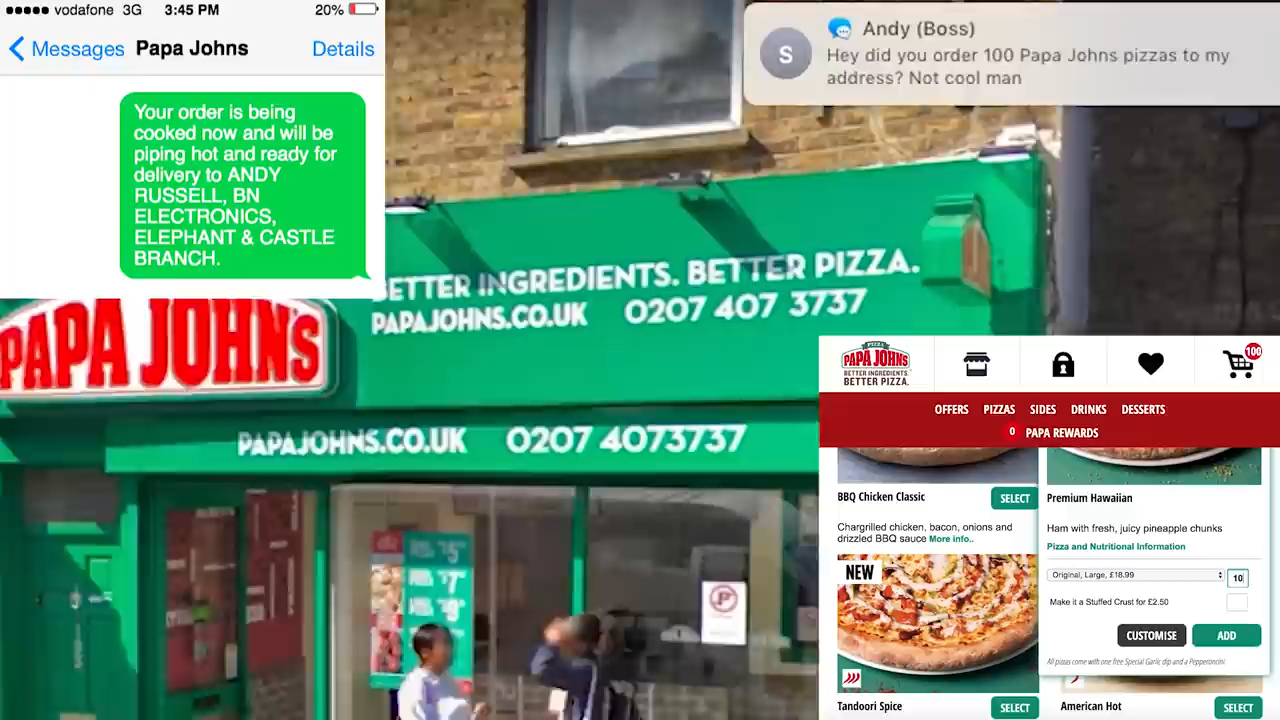 vodafone 3G 3:45 PM 20%
Messages Papa Johns Details
Your order is being
cooked now and will be
piping hot and ready for
delivery to ANDY
RUSSELL, BN
ELECTRONICS,
ELEPHANT & CASTLE
BRANCH.
S
Andy (Boss)
Hey did you order 100 Papa Johns pizzas to my
address? Not cool man
BETTER INGREDIENTS. BETTER PIZZA.
PAPAJOHNS.CO.UK 0207 407 3737
PAPA JOHN'S
PAPAJOHNS.CO.UK 0207 4073737
P
PIZZA
PAPA JOHNS
BETTER INGREDIENTS.
BETTER PIZZA.
100
OFFERS PIZZAS SIDES DRINKS DESSERTS
0 PAPA REWARDS
BBQ Chicken Classic
SELECT
Chargrilled chicken, bacon, onions and
drizzled BBQ sauce More info..
NEW
Tandoori Spice
SELECT
Premium Hawaiian
Ham with fresh, juicy pineapple chunks
Pizza and Nutritional Information
Original, Large, £18.99 10
Make it a Stuffed Crust for £2.50
CUSTOMISE ADD
All pizzas come with one free Special Garlic dip and a Pepperoncini
American Hot
SELECT